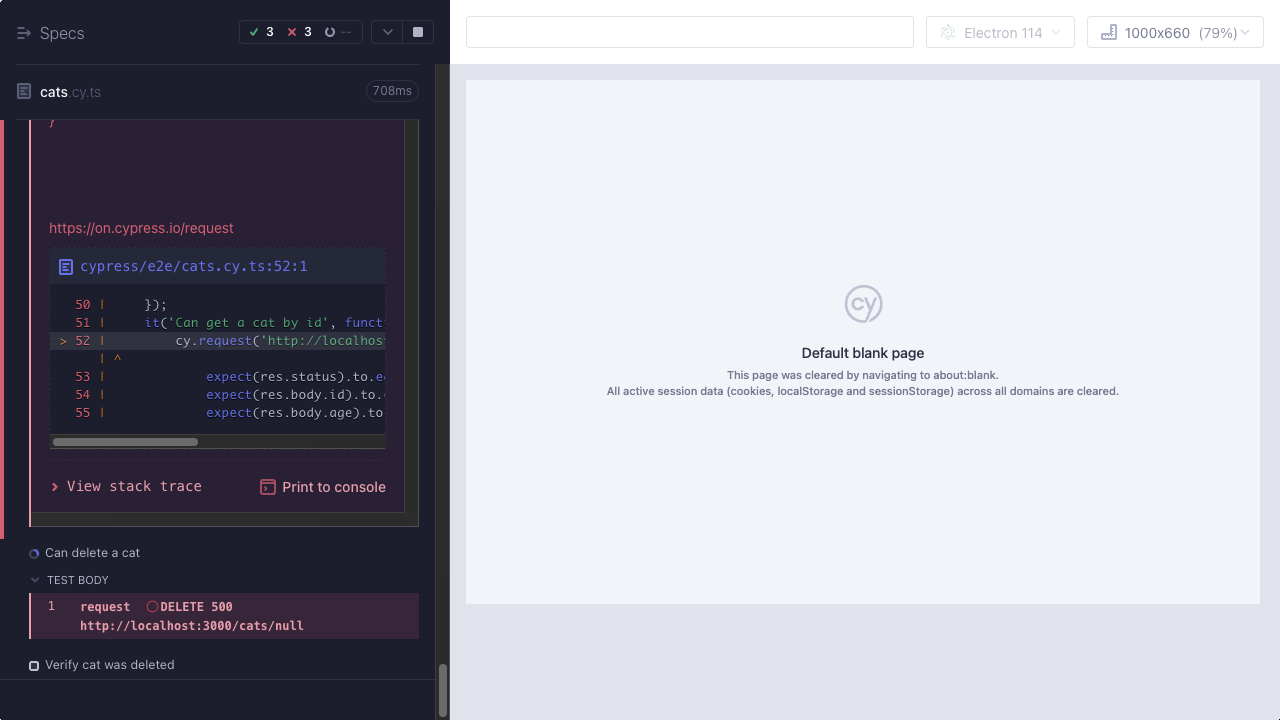 Specs
3 3 --
Electron 114
1000x660 (79%)
cats.cy.ts
708ms
}
https://on.cypress.io/request
cypress/e2e/cats.cy.ts:52:1
50 | });
51 | it('Can get a cat by id', funct
> 52 | cy.request('http://localhos
| ^
53 | expect(res.status).to.e
54 | expect(res.body.id).to.
55 | expect(res.body.age).to
View stack trace
Print to console
Can delete a cat
TEST BODY
1 request DELETE 500
http://localhost:3000/cats/null
Verify cat was deleted
cy
Default blank page
This page was cleared by navigating to about:blank.
All active session data (cookies, localStorage and sessionStorage) across all domains are cleared.